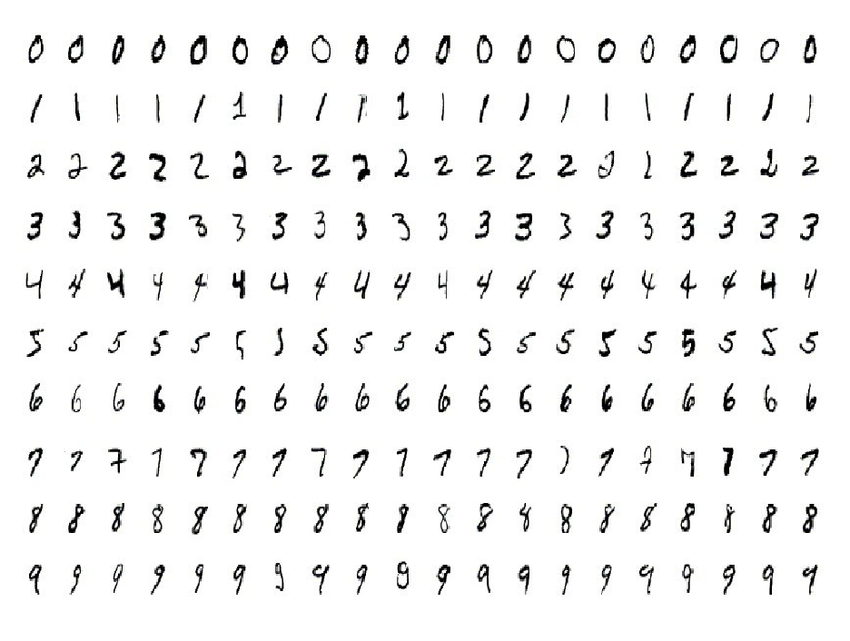 0 0 0 0 0 0 0 0 0 0 0 0 0 0 0 0 0 0 0 0
1 1 1 1 1 1 1 1 1 1 1 1 1 1 1 1 1 1 1 1
2 2 2 2 2 2 2 2 2 2 2 2 2 2 2 2 2 2 2 2
3 3 3 3 3 3 3 3 3 3 3 3 3 3 3 3 3 3 3 3
4 4 4 4 4 4 4 4 4 4 4 4 4 4 4 4 4 4 4 4
5 5 5 5 5 5 5 5 5 5 5 5 5 5 5 5 5 5 5 5
6 6 6 6 6 6 6 6 6 6 6 6 6 6 6 6 6 6 6 6
7 7 7 7 7 7 7 7 7 7 7 7 7 7 7 7 7 7 7 7
8 8 8 8 8 8 8 8 8 8 8 8 8 8 8 8 8 8 8 8
9 9 9 9 9 9 9 9 9 9 9 9 9 9 9 9 9 9 9 9